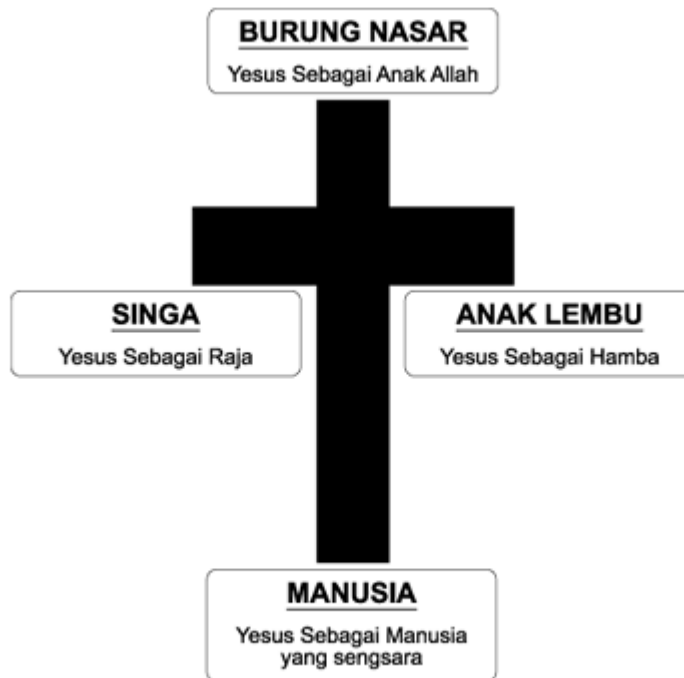 BURUNG NASAR
Yesus Sebagai Anak Allah
SINGA
Yesus Sebagai Raja
ANAK LEMBU
Yesus Sebagai Hamba
MANUSIA
Yesus Sebagai Manusia
yang sengsara